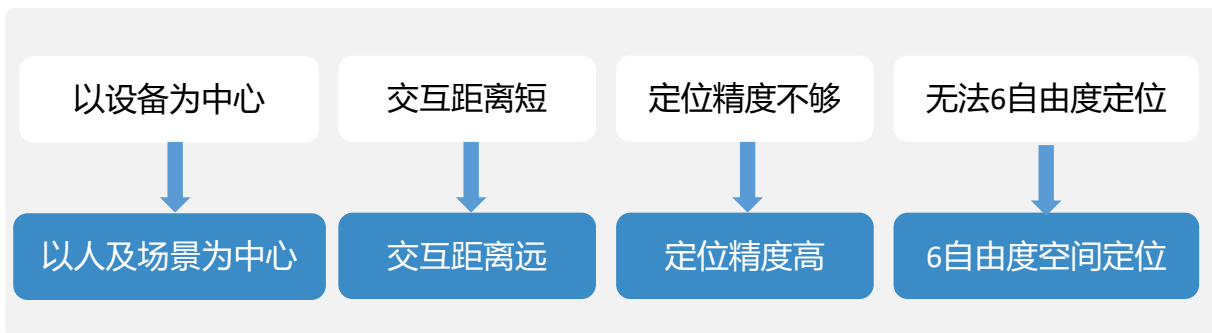 以设备为中心
交互距离短
定位精度不够
无法6自由度定位
以人及场景为中心
交互距离远
定位精度高
6自由度空间定位